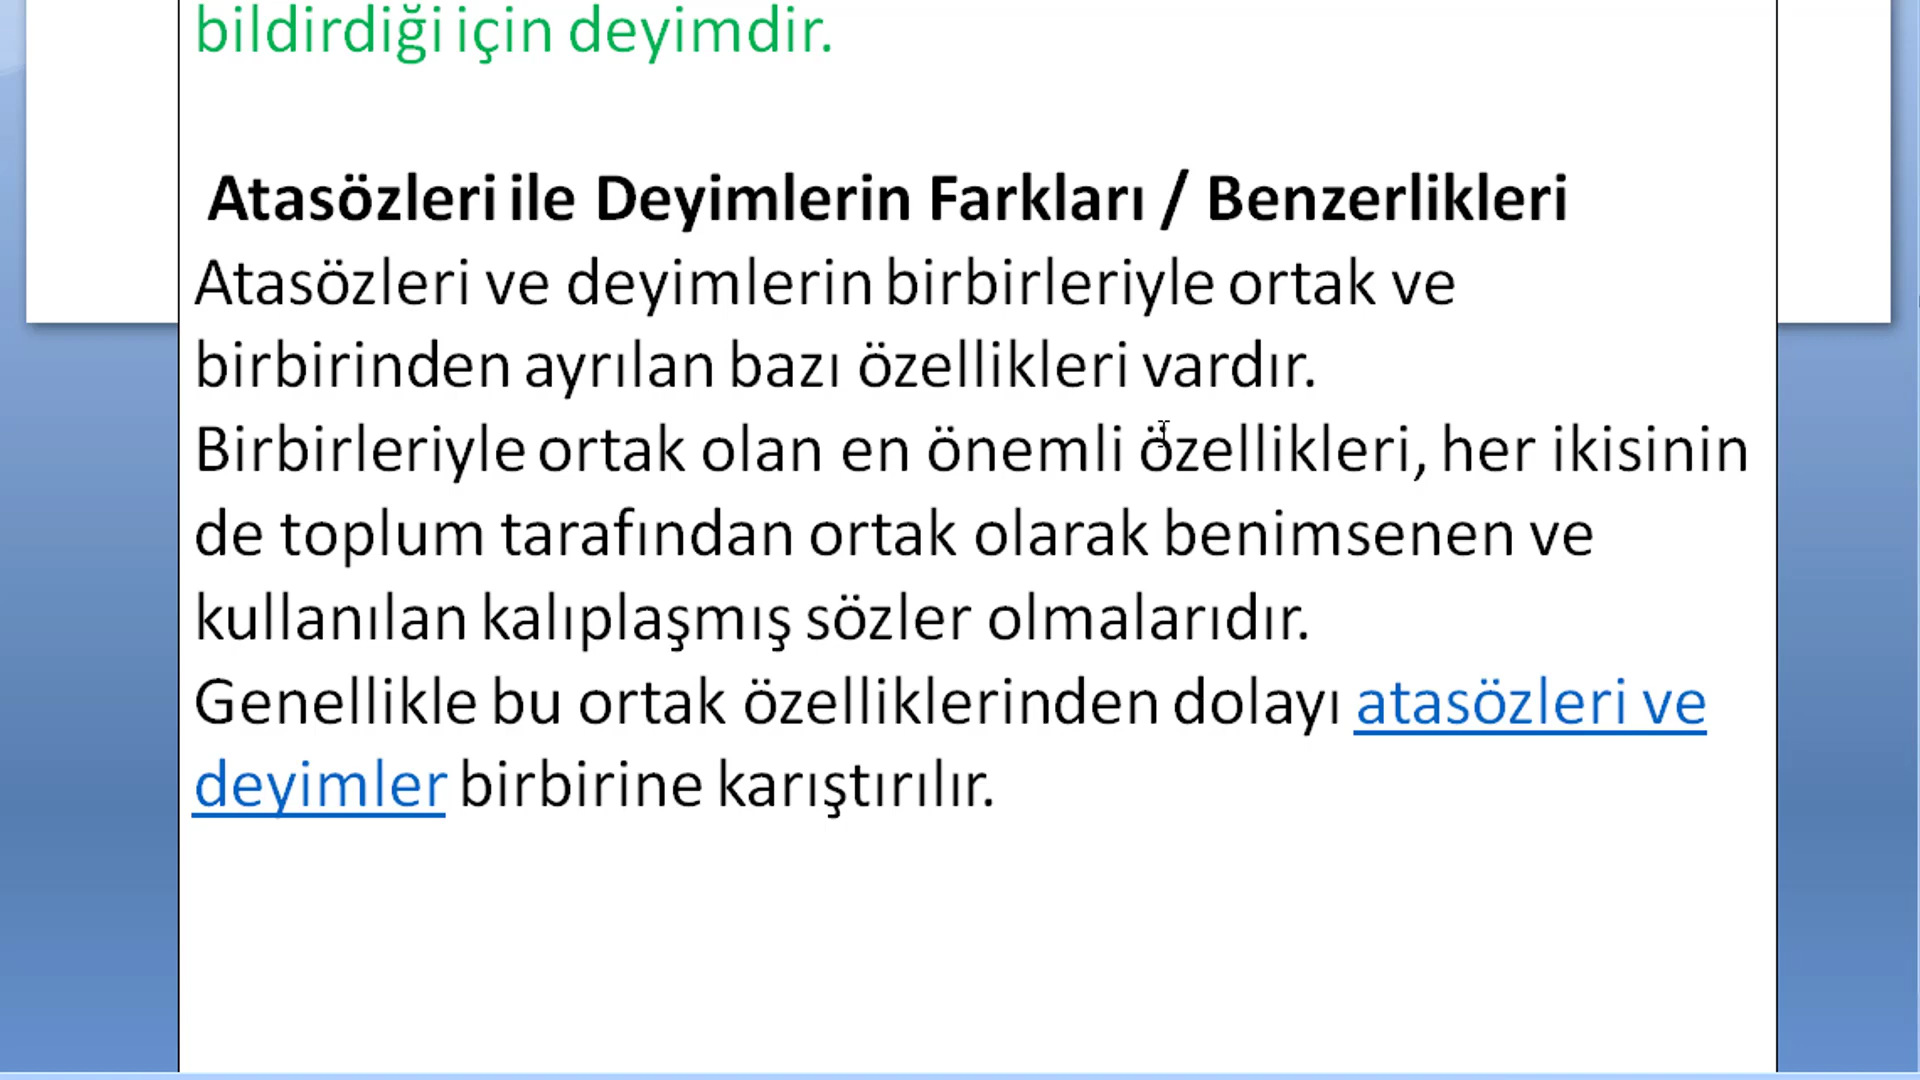 bildirdiği için deyimdir.
Atasözleri ile Deyimlerin Farkları / Benzerlikleri
Atasözleri ve deyimlerin birbirleriyle ortak ve
birbirinden ayrılan bazı özellikleri vardır.
Birbirleriyle ortak olan en önemli özellikleri, her ikisinin
de toplum tarafından ortak olarak benimsenen ve
kullanılan kalıplaşmış sözler olmalarıdır.
Genellikle bu ortak özelliklerinden dolayı atasözleri ve
deyimler birbirine karıştırılır.